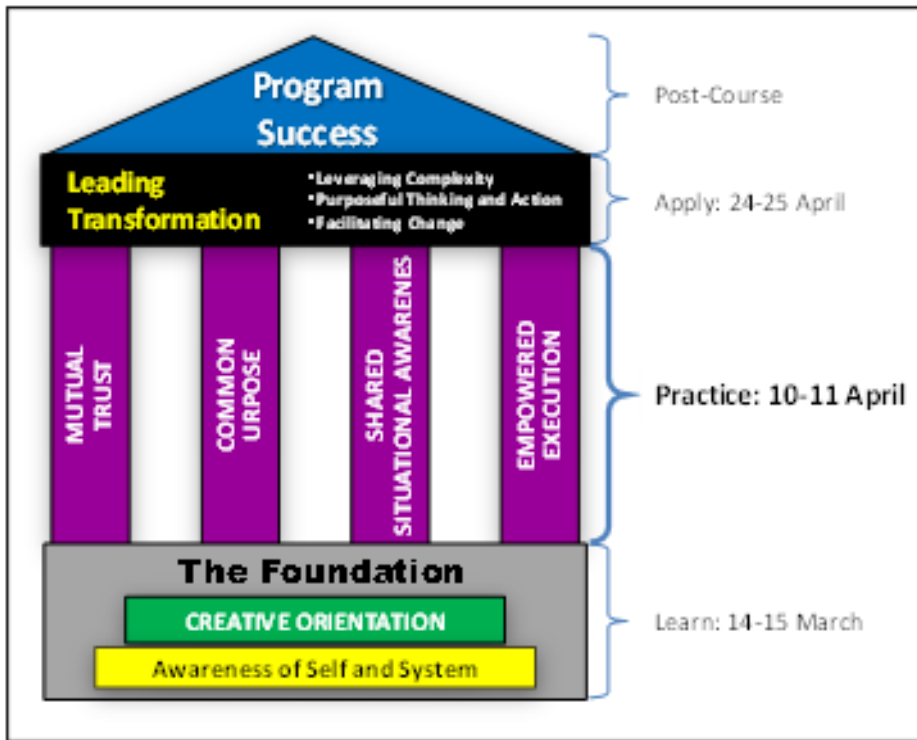 Program
Success
Post-Course
Leading
Transformation
•Leveraging Complexity
•Purposeful Thinking and Action
•Facilitating Change
Apply: 24-25 April
MUTUAL
TRUST
COMMON
URPOSE
SHARED
SITUATIONAL AWARENES
EMPOWERED
EXECUTION
Practice: 10-11 April
The Foundation
CREATIVE ORIENTATION
Awareness of Self and System
Learn: 14-15 March